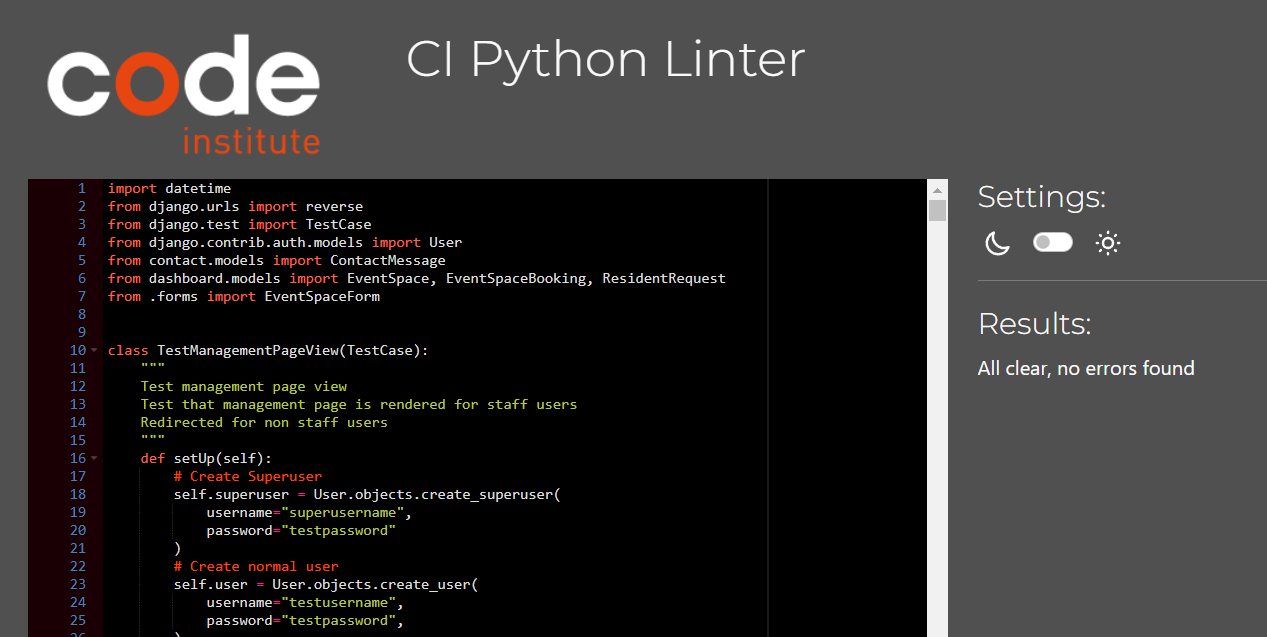 code
institute
CI Python Linter
1 import datetime
2 from django.urls import reverse
3 from django.test import TestCase
4 from django.contrib.auth.models import User
5 from contact.models import ContactMessage
6 from dashboard.models import EventSpace, EventSpaceBooking, ResidentRequest
7 from .forms import EventSpaceForm
8
9
10 class TestManagementPageView(TestCase):
11     """
12     Test management page view
13     Test that management page is rendered for staff users
14     Redirected for non staff users
15     """
16     def setUp(self):
17         # Create Superuser
18         self.superuser = User.objects.create_superuser(
19             username="superusername",
20             password="testpassword"
21         )
22         # Create normal user
23         self.user = User.objects.create_user(
24             username="testusername",
25             password="testpassword",
26         )
Settings:
Results:
All clear, no errors found